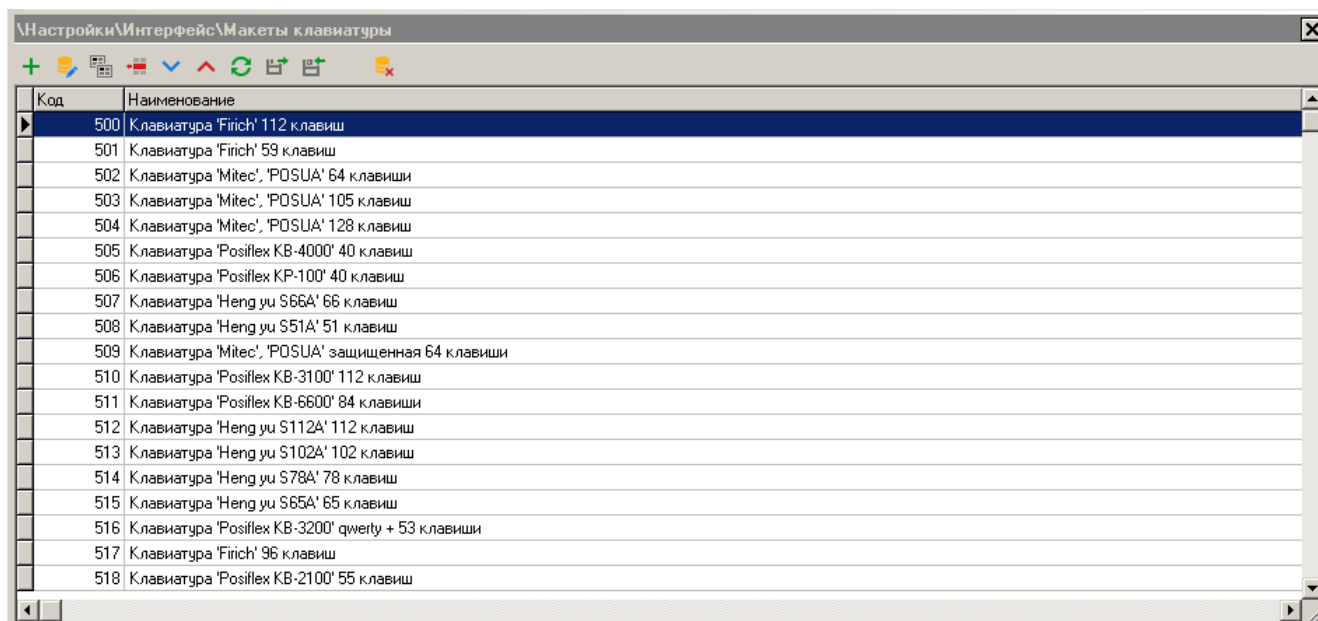 \Настройки\Интерфейс\Макеты клавиатуры
Код Наименование
500 Клавиатура 'Firich' 112 клавиш
501 Клавиатура 'Firich' 59 клавиш
502 Клавиатура 'Mitec', 'POSUA' 64 клавиши
503 Клавиатура 'Mitec', 'POSUA' 105 клавиш
504 Клавиатура 'Mitec', 'POSUA' 128 клавиш
505 Клавиатура 'Posiflex KB-4000' 40 клавиш
506 Клавиатура 'Posiflex KP-100' 40 клавиш
507 Клавиатура 'Heng yu S66A' 66 клавиш
508 Клавиатура 'Heng yu S51A' 51 клавиш
509 Клавиатура 'Mitec', 'POSUA' защищенная 64 клавиши
510 Клавиатура 'Posiflex KB-3100' 112 клавиш
511 Клавиатура 'Posiflex KB-6600' 84 клавиши
512 Клавиатура 'Heng yu S112A' 112 клавиш
513 Клавиатура 'Heng yu S102A' 102 клавиш
514 Клавиатура 'Heng yu S78A' 78 клавиш
515 Клавиатура 'Heng yu S65A' 65 клавиш
516 Клавиатура 'Posiflex KB-3200' qwerty + 53 клавиши
517 Клавиатура 'Firich' 96 клавиш
518 Клавиатура 'Posiflex KB-2100' 55 клавиш